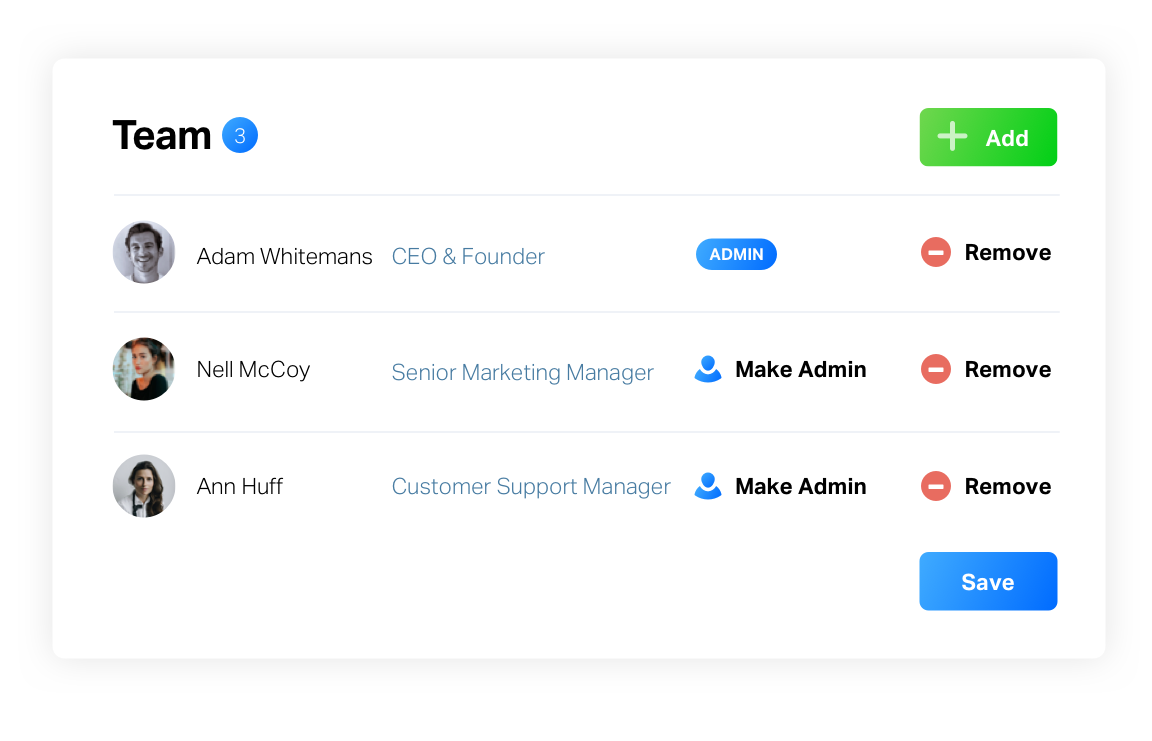 Team 3
Add
Adam Whitemans CEO & Founder ADMIN Remove
Nell McCoy Senior Marketing Manager Make Admin Remove
Ann Huff Customer Support Manager Make Admin Remove
Save